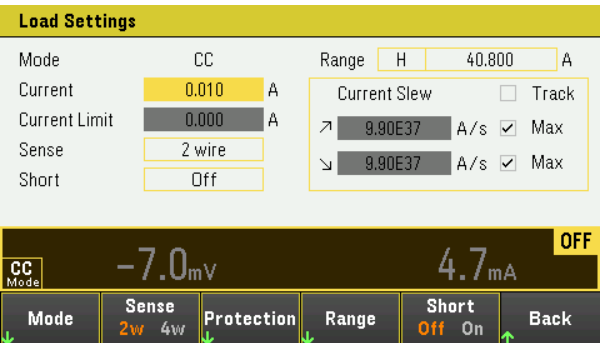 Load Settings
Mode CC Range H 40.800 A
Current 0.010 A Current Slew Track
Current Limit 0.000 A 9.90E37 A/s Max
Sense 2 wire 9.90E37 A/s Max
Short Off
OFF
CC
Mode
-7.0mV 4.7mA
Mode Sense 2w 4w Protection Range Short Off On Back